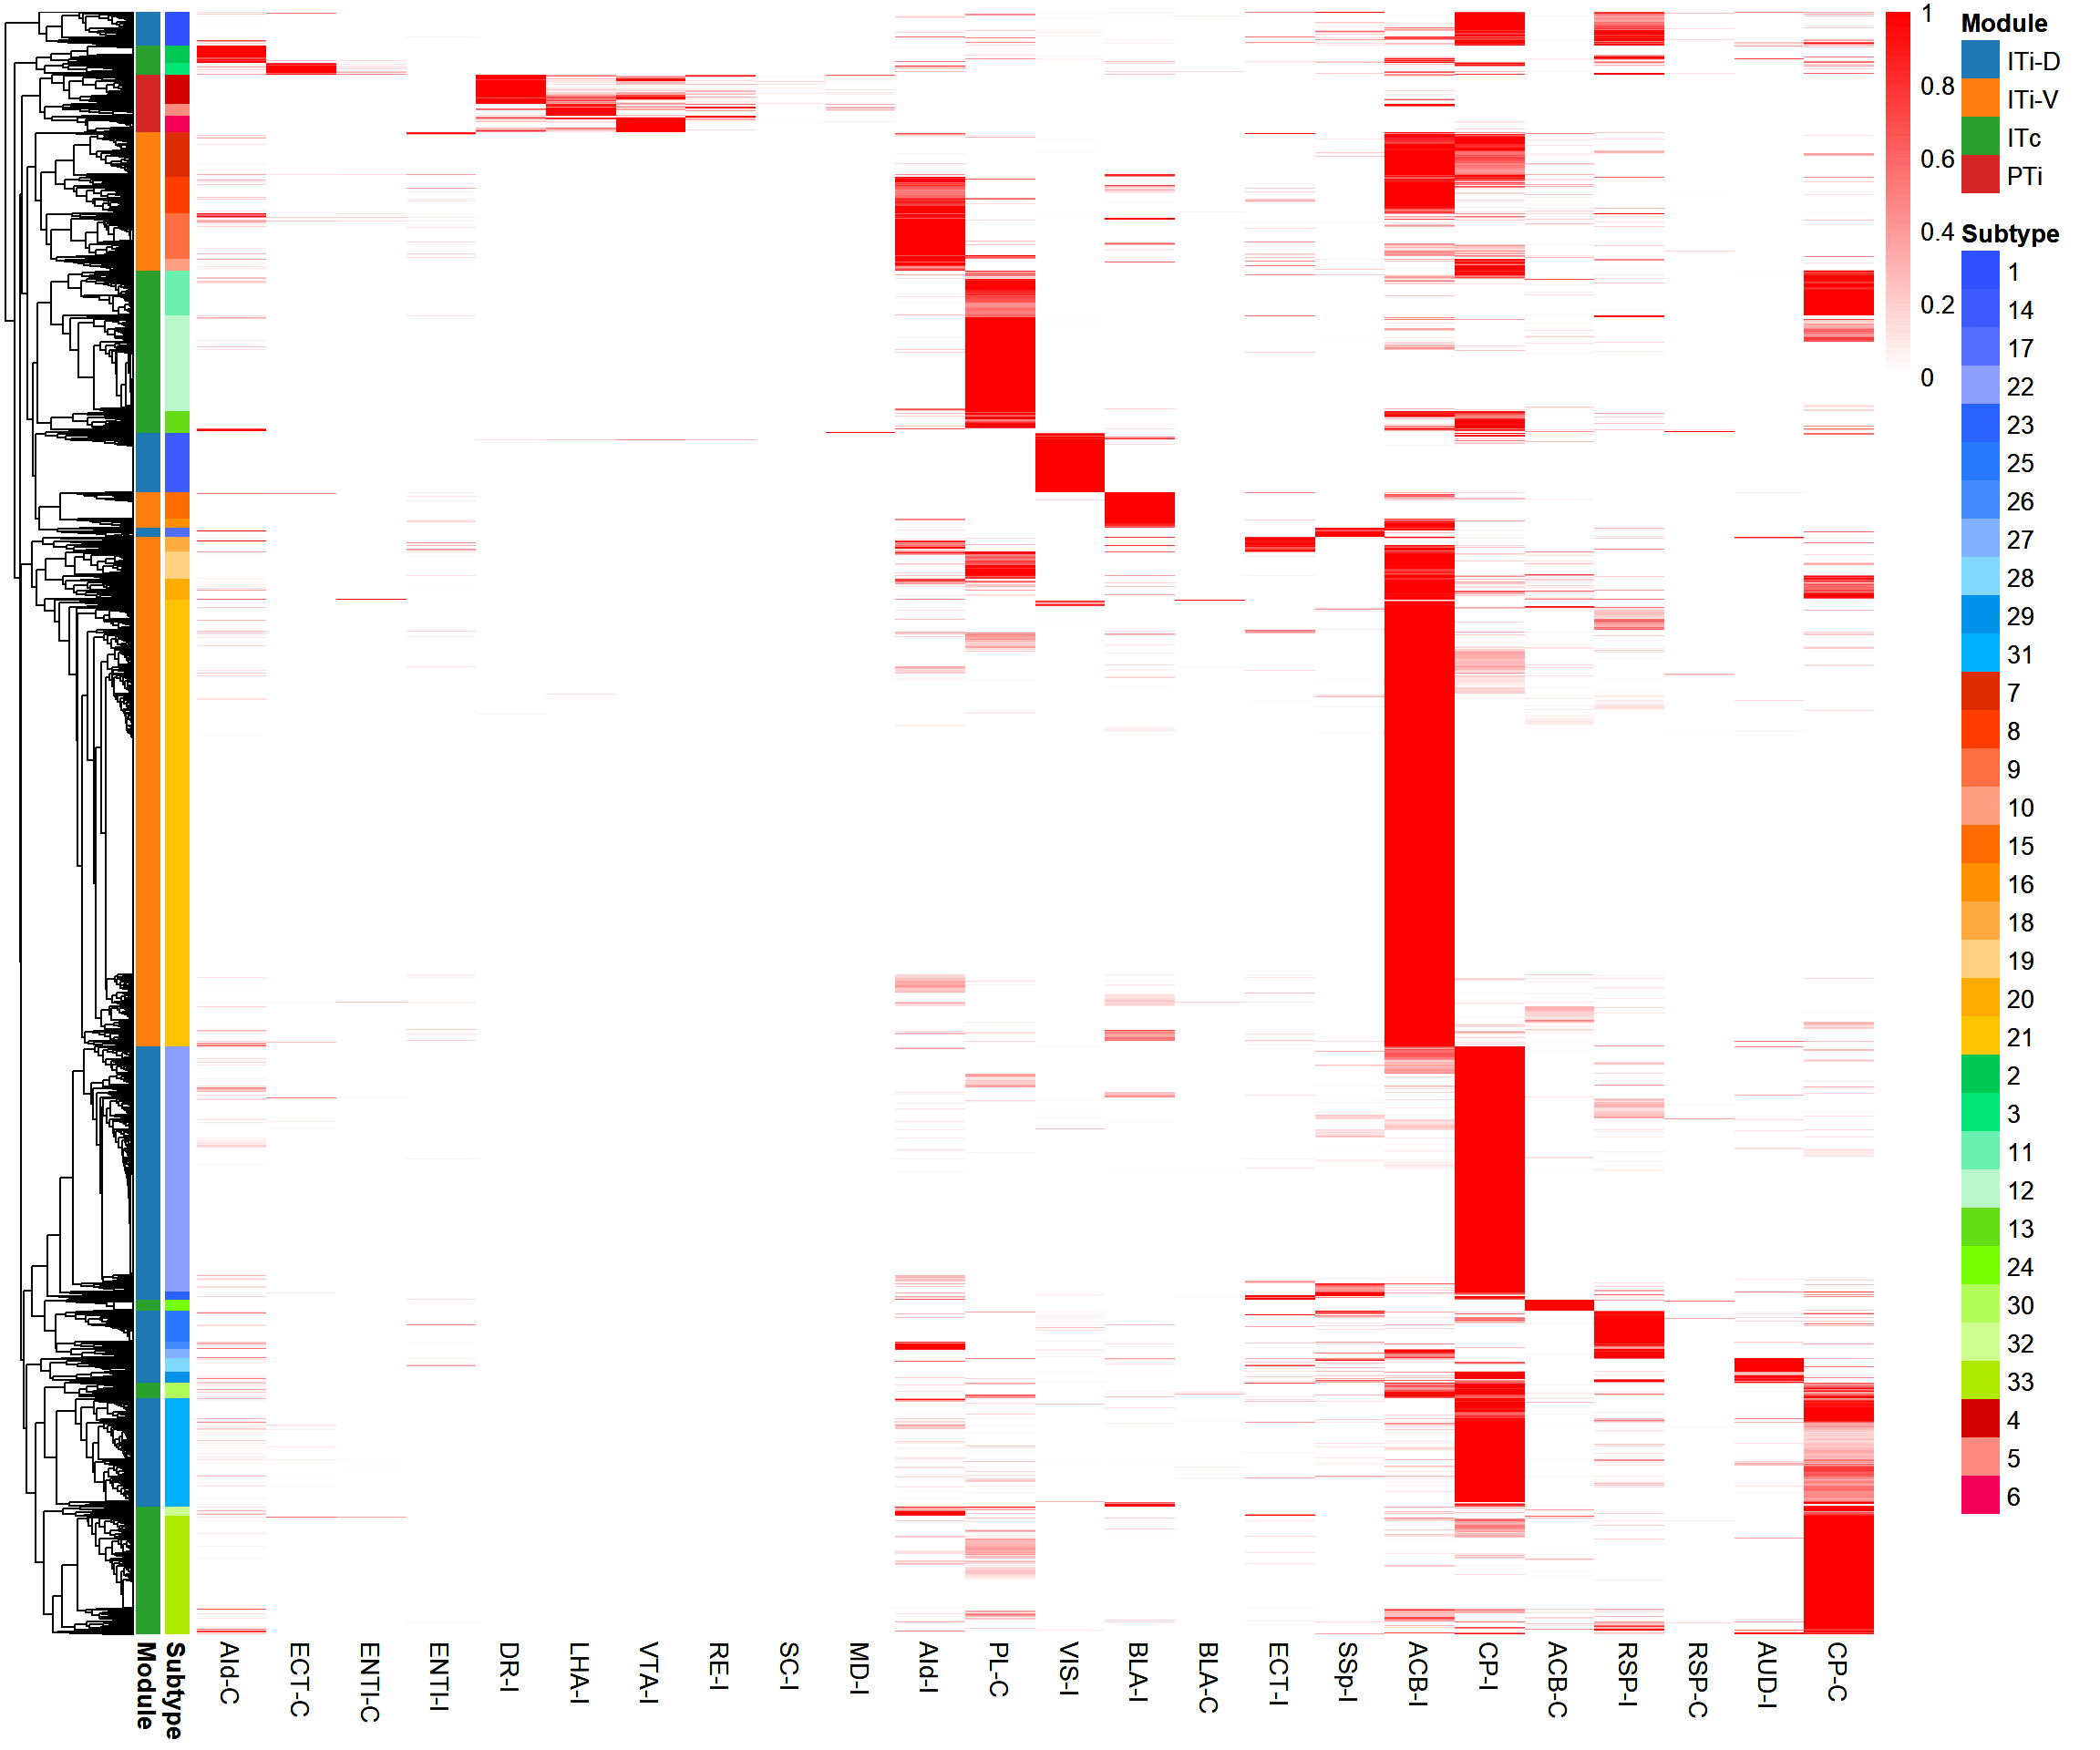 1
0.8
0.6
0.4
0.2
0
Module
ITi-D
ITi-V
ITc
PTi
Subtype
1
14
17
22
23
25
26
27
28
29
31
7
8
9
10
15
16
18
19
20
21
2
3
11
12
13
24
30
32
33
4
5
6
Module
Subtype
AId-C
ECT-C
ENTl-C
ENTl-I
DR-I
LHA-I
VTA-I
RE-I
SC-I
MD-I
AId-I
PL-C
VIS-I
BLA-I
BLA-C
ECT-I
SSp-I
ACB-I
CP-I
ACB-C
RSP-I
RSP-C
AUD-I
CP-C